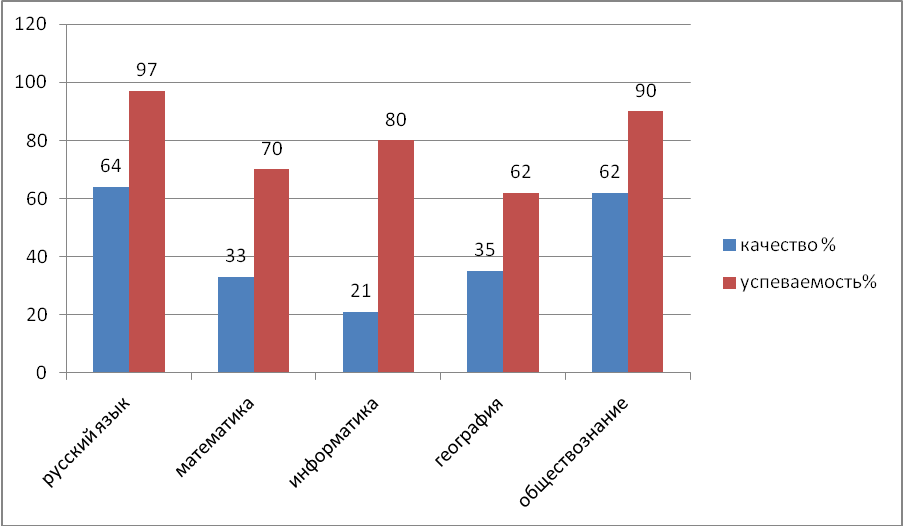 120
100
80
60
40
20
0
97
64
70
33
80
21
62
35
90
62
русский язык
математика
информатика
география
обществознание
качество %
успеваемость%